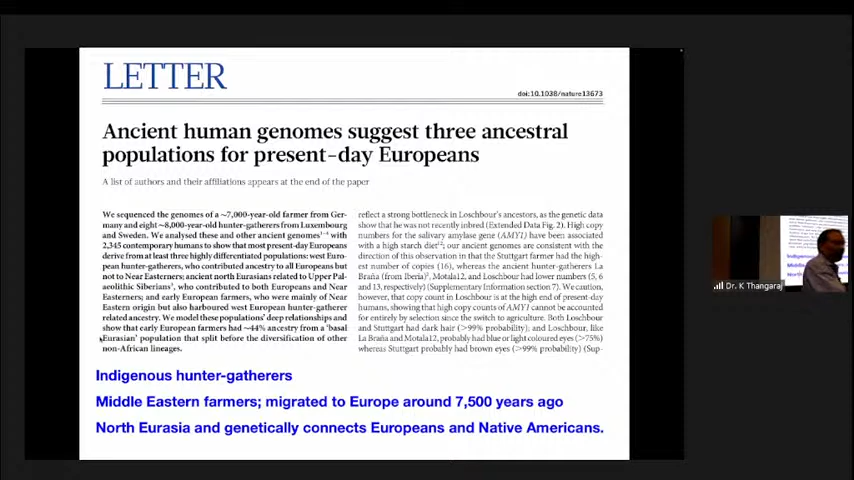 LETTER
doi:10.1038/nature13673
Ancient human genomes suggest three ancestral
populations for present-day Europeans
A list of authors and their affiliations appears at the end of the paper
We sequenced the genomes of a ~7,000-year-old farmer from Ger-
many and eight ~8,000-year-old hunter-gatherers from Luxembourg
and Sweden. We analysed these and other ancient genomes¹⁻⁴ with
2,345 contemporary humans to show that most present-day Europeans
derive from at least three highly differentiated populations: west Euro-
pean hunter-gatherers, who contributed ancestry to all Europeans but
not to Near Easterners; ancient north Eurasians related to Upper Pal-
aeolithic Siberians³, who contributed to both Europeans and Near
Easterners; and early European farmers, who were mainly of Near
Eastern origin but also harboured west European hunter-gatherer
related ancestry. We model these populations' deep relationships and
show that early European farmers had ~44% ancestry from a 'basal
Eurasian' population that split before the diversification of other
non-African lineages.
reflect a strong bottleneck in Loschbour's ancestors, as the genetic data
show that he was not recently inbred (Extended Data Fig. 2). High copy
numbers for the salivary amylase gene (AMY1) have been associated
with a high starch diet¹²; our ancient genomes are consistent with
the direction of this observation in that the Stuttgart farmer had the high-
est number of copies (16), whereas the ancient hunter-gatherers La
Braña (from Iberia)², Motala12, and Loschbour had lower numbers (5, 6
and 13, respectively) (Supplementary Information section 7). We caution,
however, that copy count in Loschbour is at the high end of present-day
humans, showing that high copy counts of AMY1 cannot be accounted
for entirely by selection since the switch to agriculture. Both Loschbour
and Stuttgart had dark hair (>99% probability); and Loschbour, like
La Braña and Motala12, probably had blue or light coloured eyes (>75%)
whereas Stuttgart probably had brown eyes (>99% probability) (Sup-
Indigenous hunter-gatherers
Middle Eastern farmers; migrated to Europe around 7,500 years ago
North Eurasia and genetically connects Europeans and Native Americans.
Dr. K Thangaraj